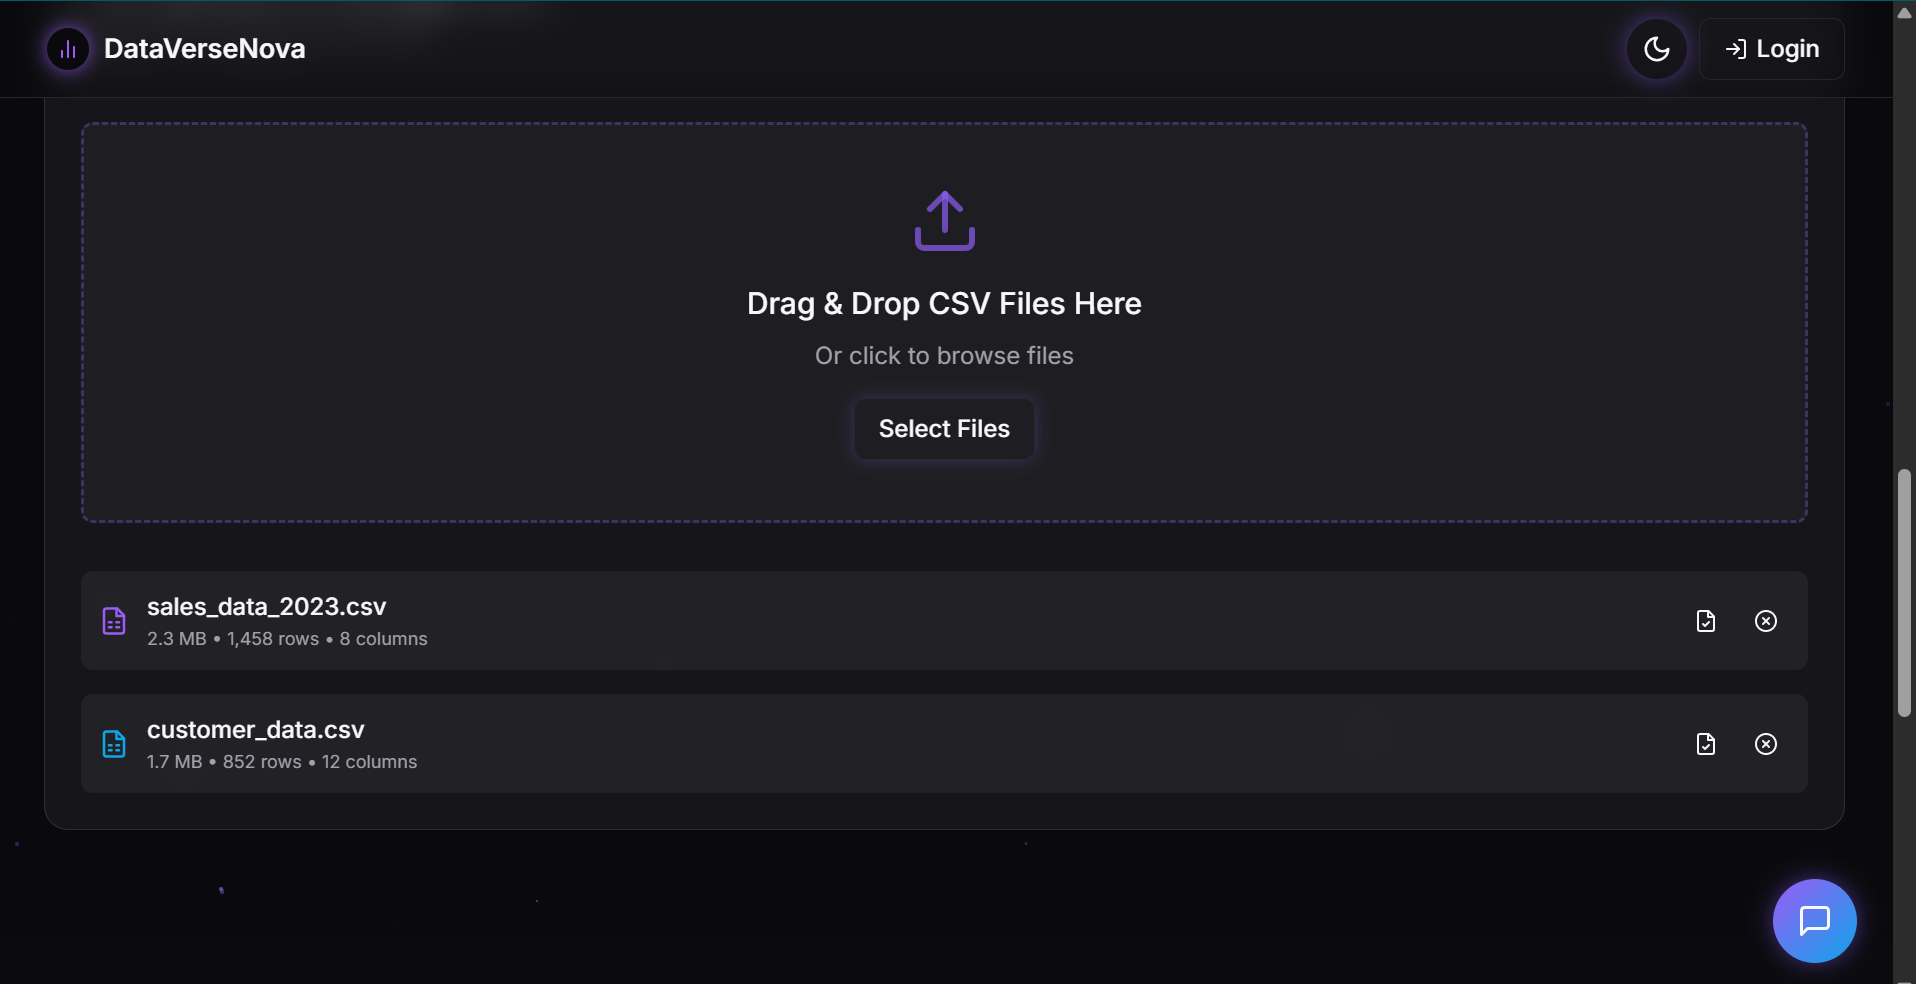 DataVerseNova
Login
Drag & Drop CSV Files Here
Or click to browse files
Select Files
sales_data_2023.csv
2.3 MB • 1,458 rows • 8 columns
customer_data.csv
1.7 MB • 852 rows • 12 columns